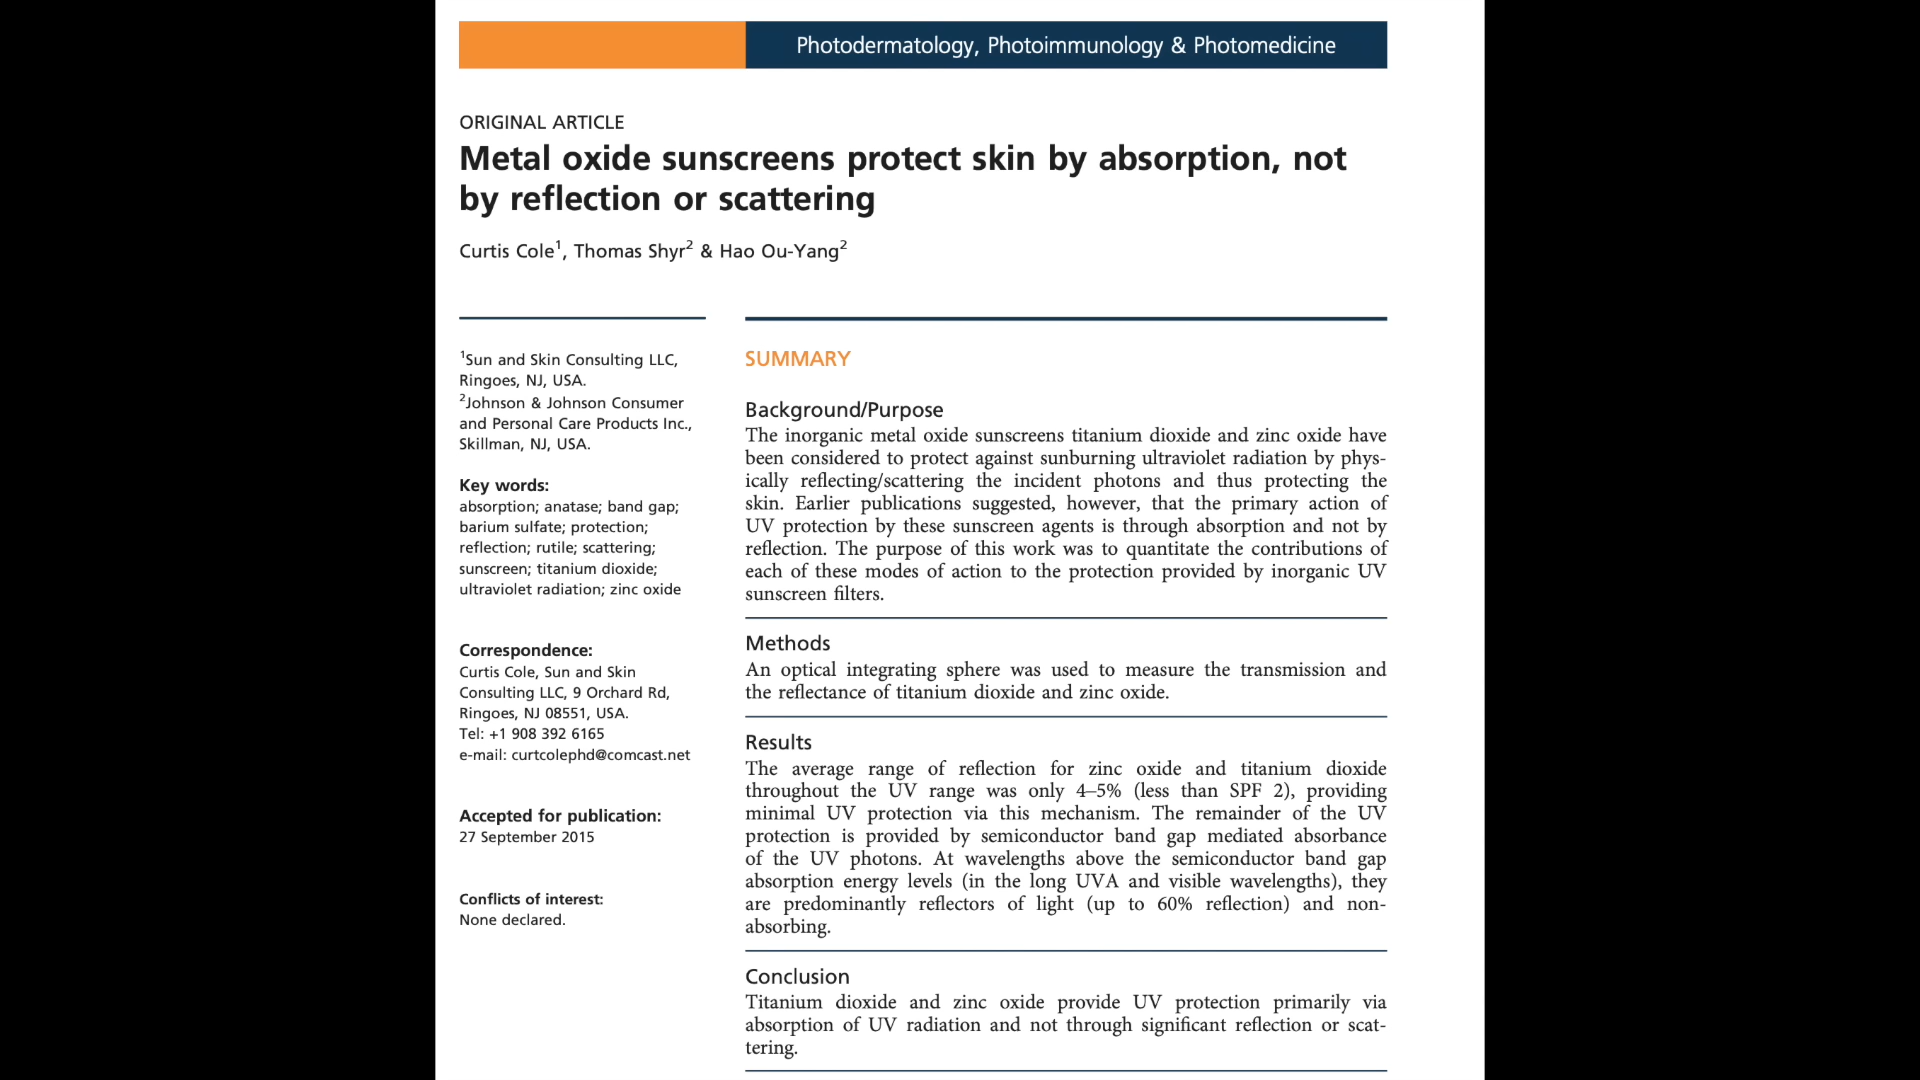 Photodermatology, Photoimmunology & Photomedicine
ORIGINAL ARTICLE
Metal oxide sunscreens protect skin by absorption, not
by reflection or scattering
Curtis Cole¹, Thomas Shyr² & Hao Ou-Yang²
¹Sun and Skin Consulting LLC,
Ringoes, NJ, USA.
²Johnson & Johnson Consumer
and Personal Care Products Inc.,
Skillman, NJ, USA.
Key words:
absorption; anatase; band gap;
barium sulfate; protection;
reflection; rutile; scattering;
sunscreen; titanium dioxide;
ultraviolet radiation; zinc oxide
Correspondence:
Curtis Cole, Sun and Skin
Consulting LLC, 9 Orchard Rd,
Ringoes, NJ 08551, USA.
Tel: +1 908 392 6165
e-mail: curtcolephd@comcast.net
Accepted for publication:
27 September 2015
Conflicts of interest:
None declared.
SUMMARY
Background/Purpose
The inorganic metal oxide sunscreens titanium dioxide and zinc oxide have
been considered to protect against sunburning ultraviolet radiation by phys-
ically reflecting/scattering the incident photons and thus protecting the
skin. Earlier publications suggested, however, that the primary action of
UV protection by these sunscreen agents is through absorption and not by
reflection. The purpose of this work was to quantitate the contributions of
each of these modes of action to the protection provided by inorganic UV
sunscreen filters.
Methods
An optical integrating sphere was used to measure the transmission and
the reflectance of titanium dioxide and zinc oxide.
Results
The average range of reflection for zinc oxide and titanium dioxide
throughout the UV range was only 4–5% (less than SPF 2), providing
minimal UV protection via this mechanism. The remainder of the UV
protection is provided by semiconductor band gap mediated absorbance
of the UV photons. At wavelengths above the semiconductor band gap
absorption energy levels (in the long UVA and visible wavelengths), they
are predominantly reflectors of light (up to 60% reflection) and non-
absorbing.
Conclusion
Titanium dioxide and zinc oxide provide UV protection primarily via
absorption of UV radiation and not through significant reflection or scat-
tering.